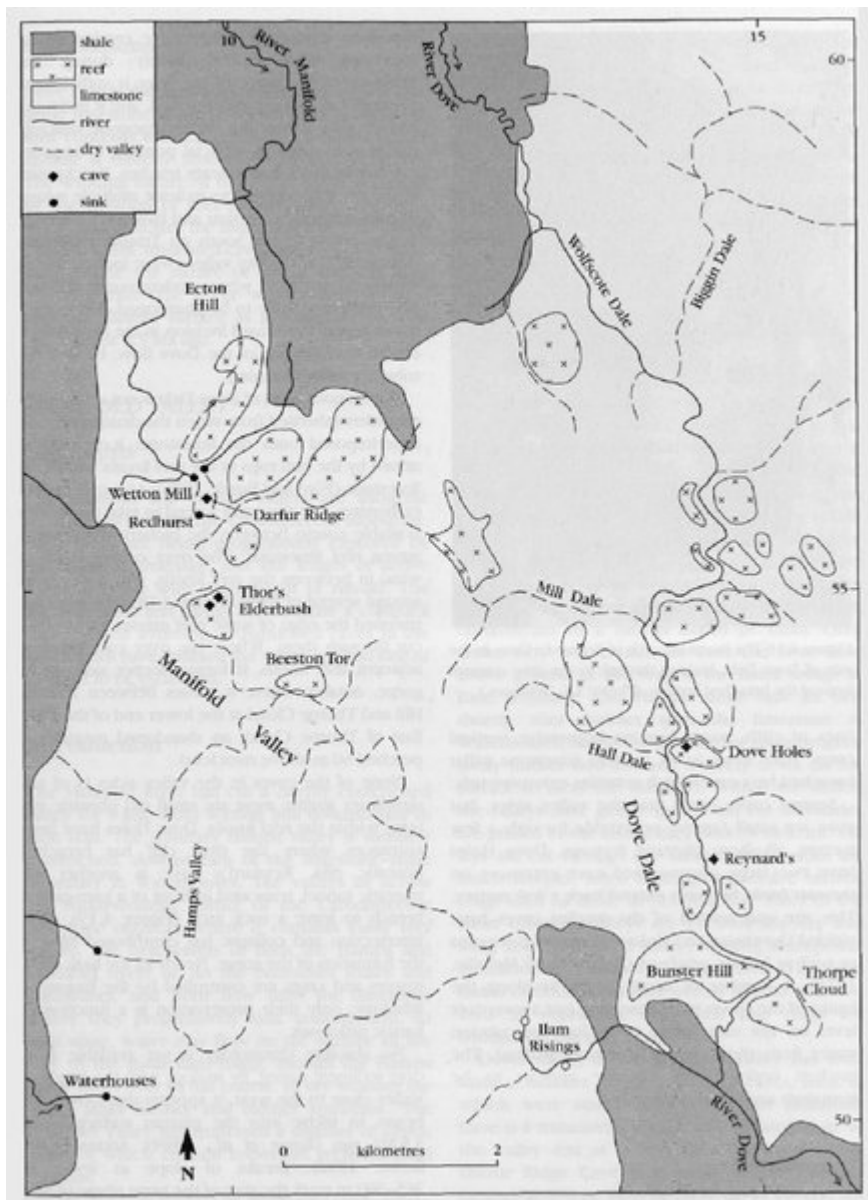 shale
reef
limestone
river
dry valley
cave
sink
10
15
60
River Manifold
River Dove
Ecton
Hill
Wolfscote Dale
Biggin Dale
Wetton Mill
Redhurst
Darfur Ridge
55
Thor's
Elderbush
Mill Dale
Beeston Tor
Manifold
Valley
Hall Dale
Dove Holes
Dove Dale
Reynard's
Hamps Valley
Bunster Hill
Thorpe
Cloud
Ilam
Risings
Waterhouses
River Dove
50
N
0 kilometres 2